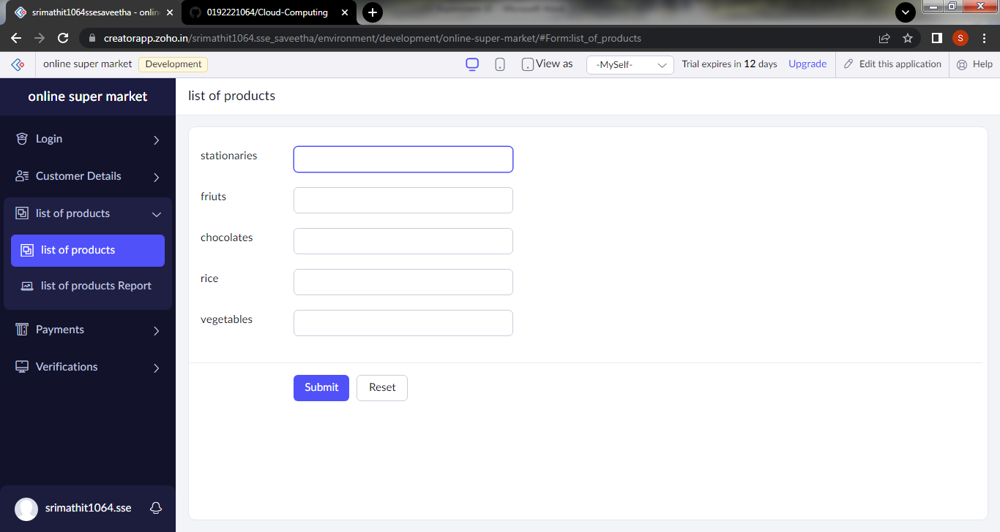 srimathit1064ssesaveetha - onlin
0192221064/Cloud-Computing
creatorapp.zoho.in/srimathit1064.sse_saveetha/environment/development/online-super-market/#Form:list_of_products
S
online super market Development View as -MySelf- Trial expires in 12 days Upgrade Edit this application Help
online super market
list of products
Login
Customer Details
list of products
list of products
list of products Report
Payments
Verifications
srimathit1064.sse
stationaries
friuts
chocolates
rice
vegetables
Submit Reset